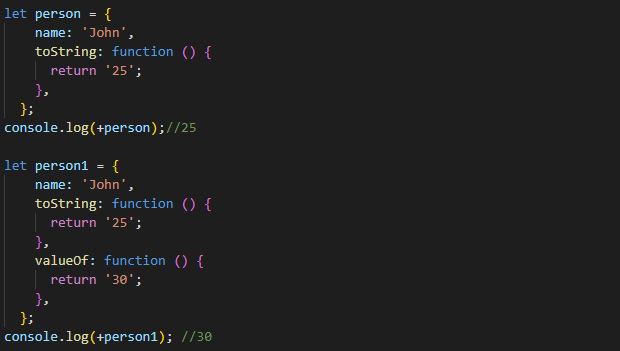 let person = {
    name: 'John',
    toString: function () {
      return '25';
    },
  };
console.log(+person);//25

let person1 = {
    name: 'John',
    toString: function () {
      return '25';
    },
    valueOf: function () {
      return '30';
    },
  };
console.log(+person1); //30